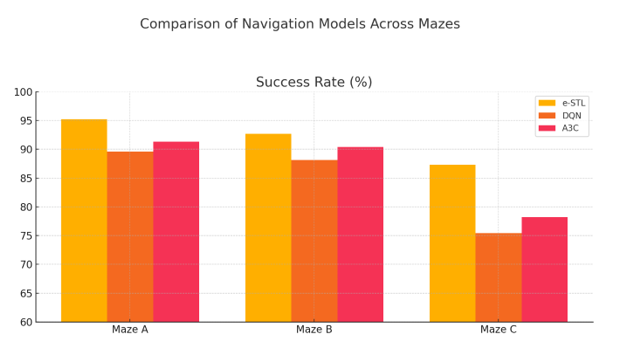 Comparison of Navigation Models Across Mazes
Success Rate (%)
100
95
90
85
80
75
70
65
60
e-STL
DQN
A3C
Maze A
Maze B
Maze C